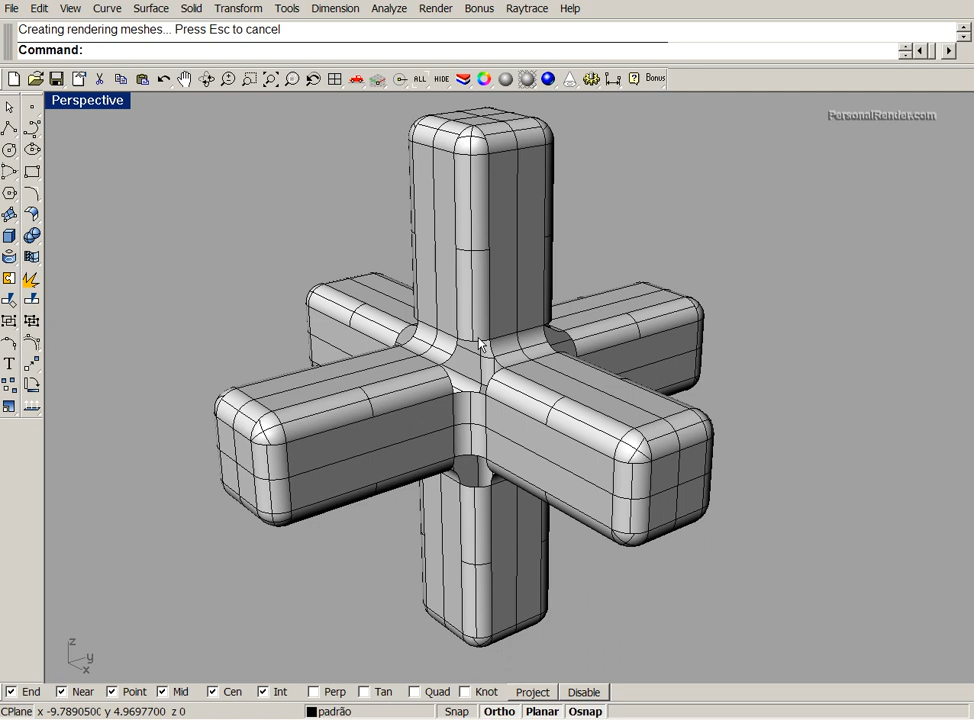 File Edit View Curve Surface Solid Transform Tools Dimension Analyze Render Bonus Raytrace Help
Creating rendering meshes... Press Esc to cancel
Command:
ALL HIDE ? Bonus
Perspective
PersonalRender.com
T
z
y
x
End Near Point Mid Cen Int Perp Tan Quad Knot Project Disable
CPlane x -9.7890500 y 4.9697700 z 0 padrão Snap Ortho Planar Osnap